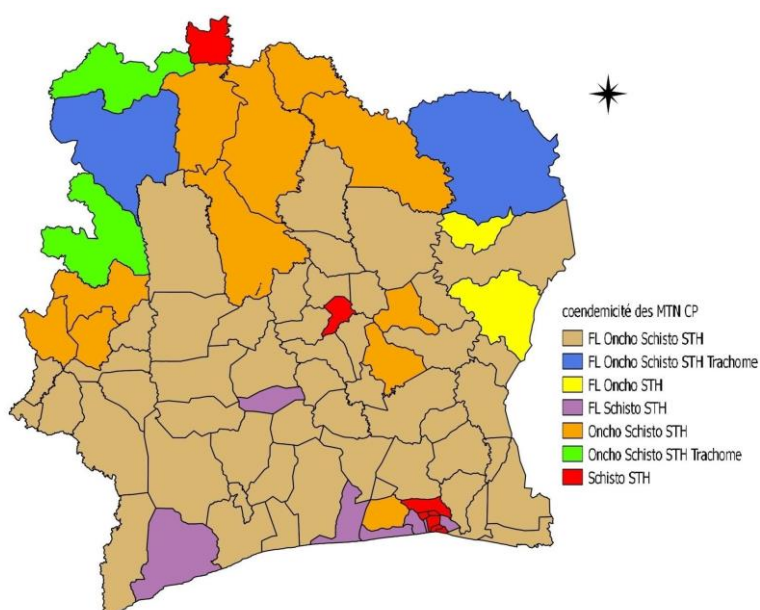 coendemicité des MTN CP
FL Oncho Schisto STH
FL Oncho Schisto STH Trachome
FL Oncho STH
FL Schisto STH
Oncho Schisto STH
Oncho Schisto STH Trachome
Schisto STH